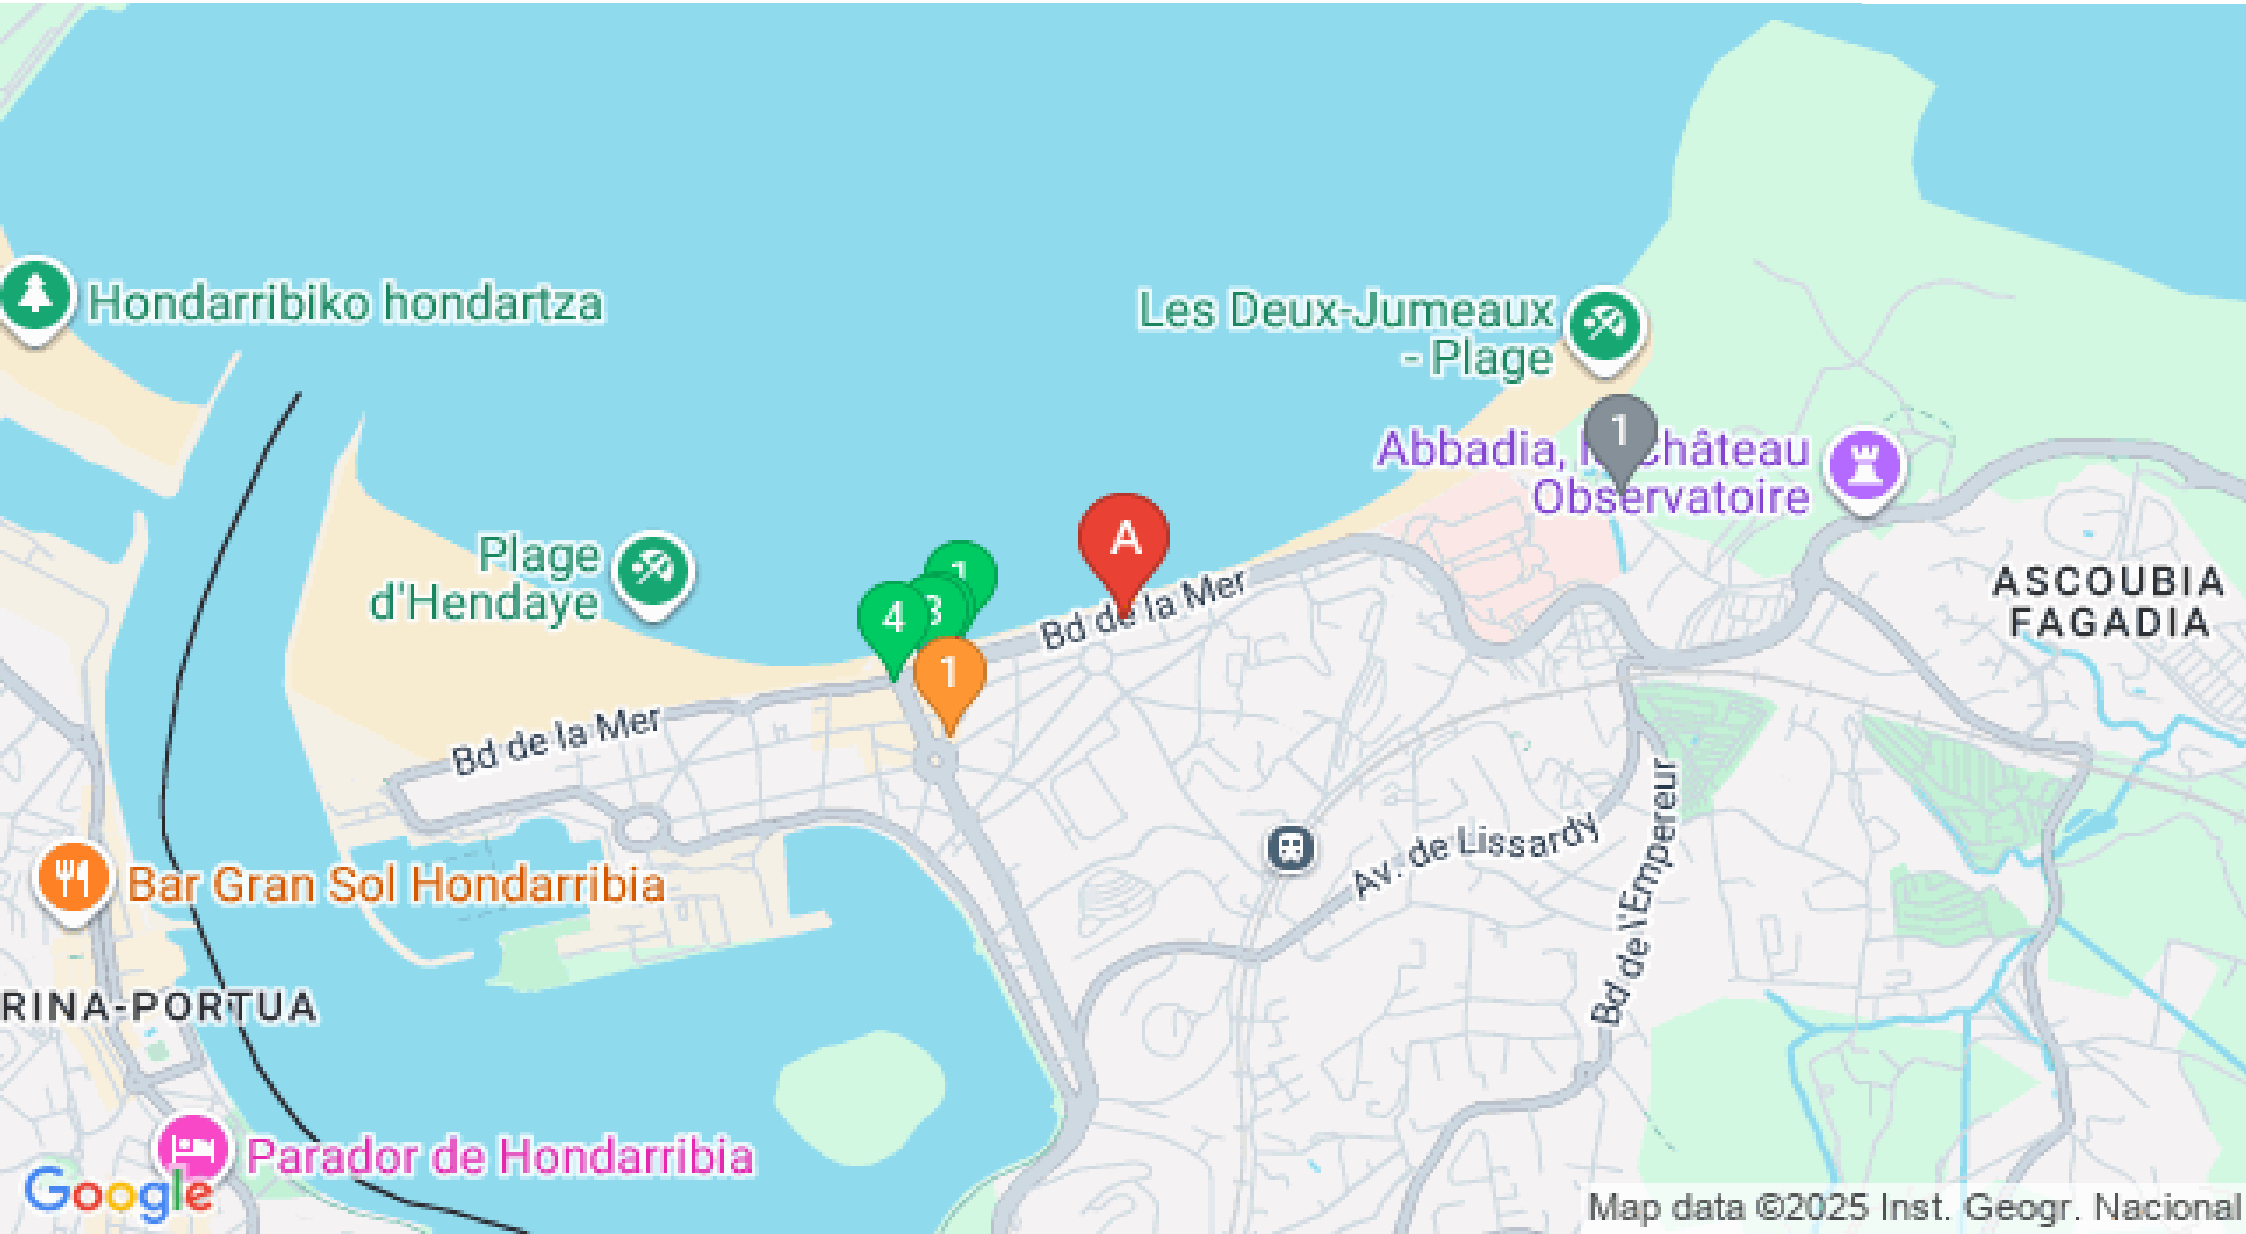 Hondarribiko hondartza
Les Deux-Jumeaux
- Plage
1
Abbadia, château
Observatoire
A
Plage
d'Hendaye
1
3
4
1
Bd de la Mer
Bd de la Mer
ASCOUBIA
FAGADIA
Av. de Lissardy
Bd de l'Empereur
Bar Gran Sol Hondarribia
RINA-PORTUA
Parador de Hondarribia
Google
Map data ©2025 Inst. Geogr. Nacional